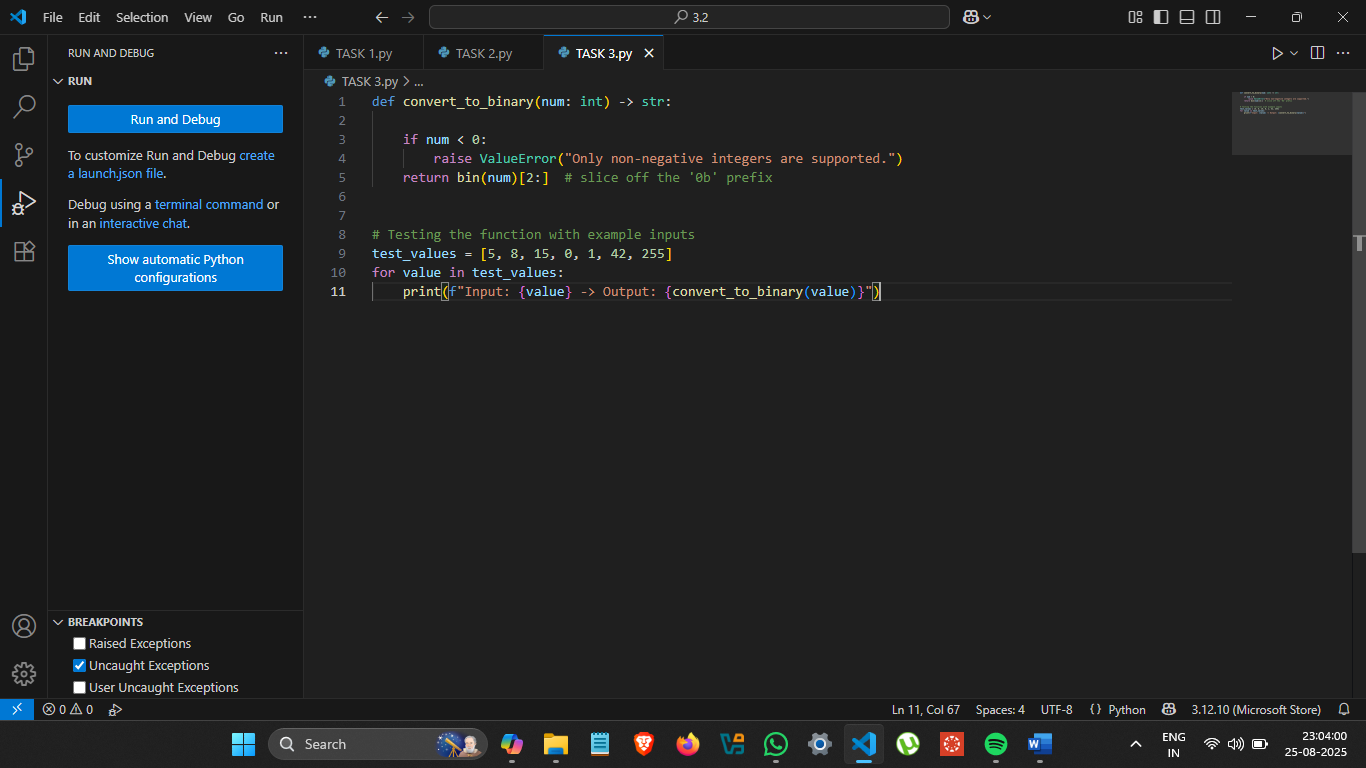 File Edit Selection View Go Run ··· 3.2
RUN AND DEBUG ···
TASK 1.py TASK 2.py TASK 3.py
RUN
TASK 3.py > ...
Run and Debug
To customize Run and Debug create
a launch.json file.
Debug using a terminal command or
in an interactive chat.
Show automatic Python
configurations
1 def convert_to_binary(num: int) -> str:
2
3     if num < 0:
4         raise ValueError("Only non-negative integers are supported.")
5     return bin(num)[2:]  # slice off the '0b' prefix
6
7
8 # Testing the function with example inputs
9 test_values = [5, 8, 15, 0, 1, 42, 255]
10 for value in test_values:
11     print(f"Input: {value} -> Output: {convert_to_binary(value)}")
BREAKPOINTS
Raised Exceptions
Uncaught Exceptions
User Uncaught Exceptions
0 0 Ln 11, Col 67 Spaces: 4 UTF-8 {} Python 3.12.10 (Microsoft Store)
Search
ENG
IN
23:04:00
25-08-2025